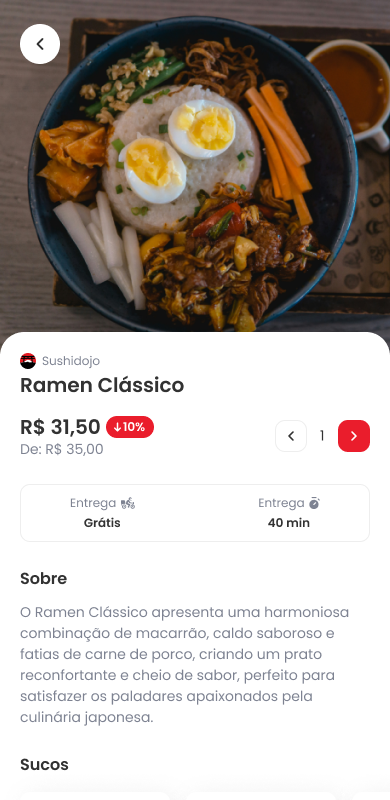 Sushidojo
Ramen Clássico
R$ 31,50 ↓10%
De: R$ 35,00
1
Entrega
Grátis
Entrega
40 min
Sobre
O Ramen Clássico apresenta uma harmoniosa
combinação de macarrão, caldo saboroso e
fatias de carne de porco, criando um prato
reconfortante e cheio de sabor, perfeito para
satisfazer os paladares apaixonados pela
culinária japonesa.
Sucos